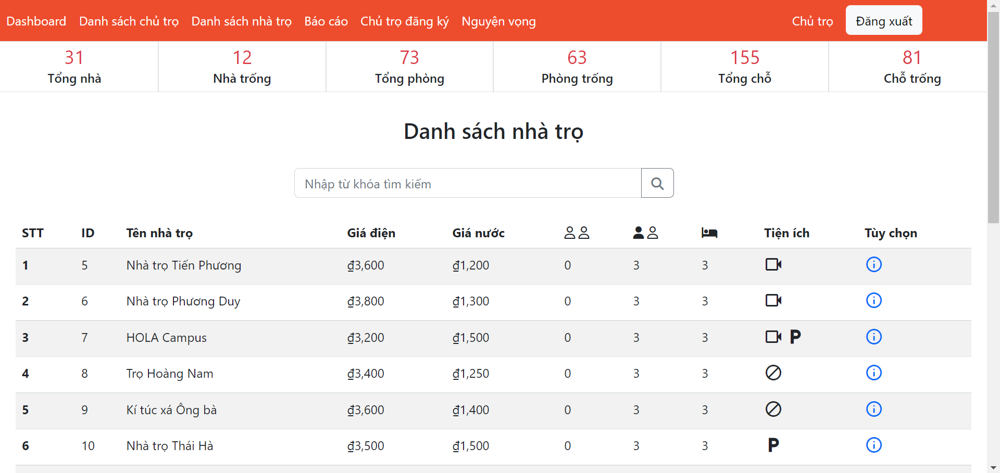 Dashboard Danh sách chủ trọ Danh sách nhà trọ Báo cáo Chủ trọ đăng ký Nguyện vọng Chủ trọ Đăng xuất
31 12 73 63 155 81
Tổng nhà Nhà trống Tổng phòng Phòng trống Tổng chỗ Chỗ trống
Danh sách nhà trọ
Nhập từ khóa tìm kiếm
STT ID Tên nhà trọ Giá điện Giá nước Tiện ích Tùy chọn
1 5 Nhà trọ Tiến Phương ₫3,600 ₫1,200 0 3 3
2 6 Nhà trọ Phương Duy ₫3,800 ₫1,300 0 3 3
3 7 HOLA Campus ₫3,200 ₫1,500 0 3 3 P
4 8 Trọ Hoàng Nam ₫3,400 ₫1,250 0 3 3
5 9 Kí túc xá Ông bà ₫3,600 ₫1,400 0 3 3
6 10 Nhà trọ Thái Hà ₫3,500 ₫1,500 0 3 3 P